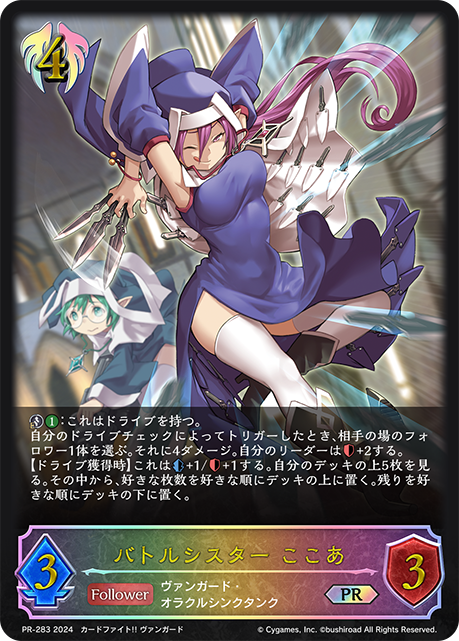 4
①:これはドライブを持つ。
自分のドライブチェックによってトリガーしたとき、相手の場のフォ
ロワー1体を選ぶ。それに4ダメージ。自分のリーダーは+2する。
【ドライブ獲得時】これは+1/+1する。自分のデッキの上5枚を見
る。その中から、好きな枚数を好きな順にデッキの上に置く。残りを
好きな順にデッキの下に置く。
バトルシスター ここあ
3
Follower
ヴァンガード・
オラクルシンクタンク
PR
3
PR-283 2024 カードファイト!! ヴァンガード
© Cygames, Inc. ©bushiroad All Rights Reserved.